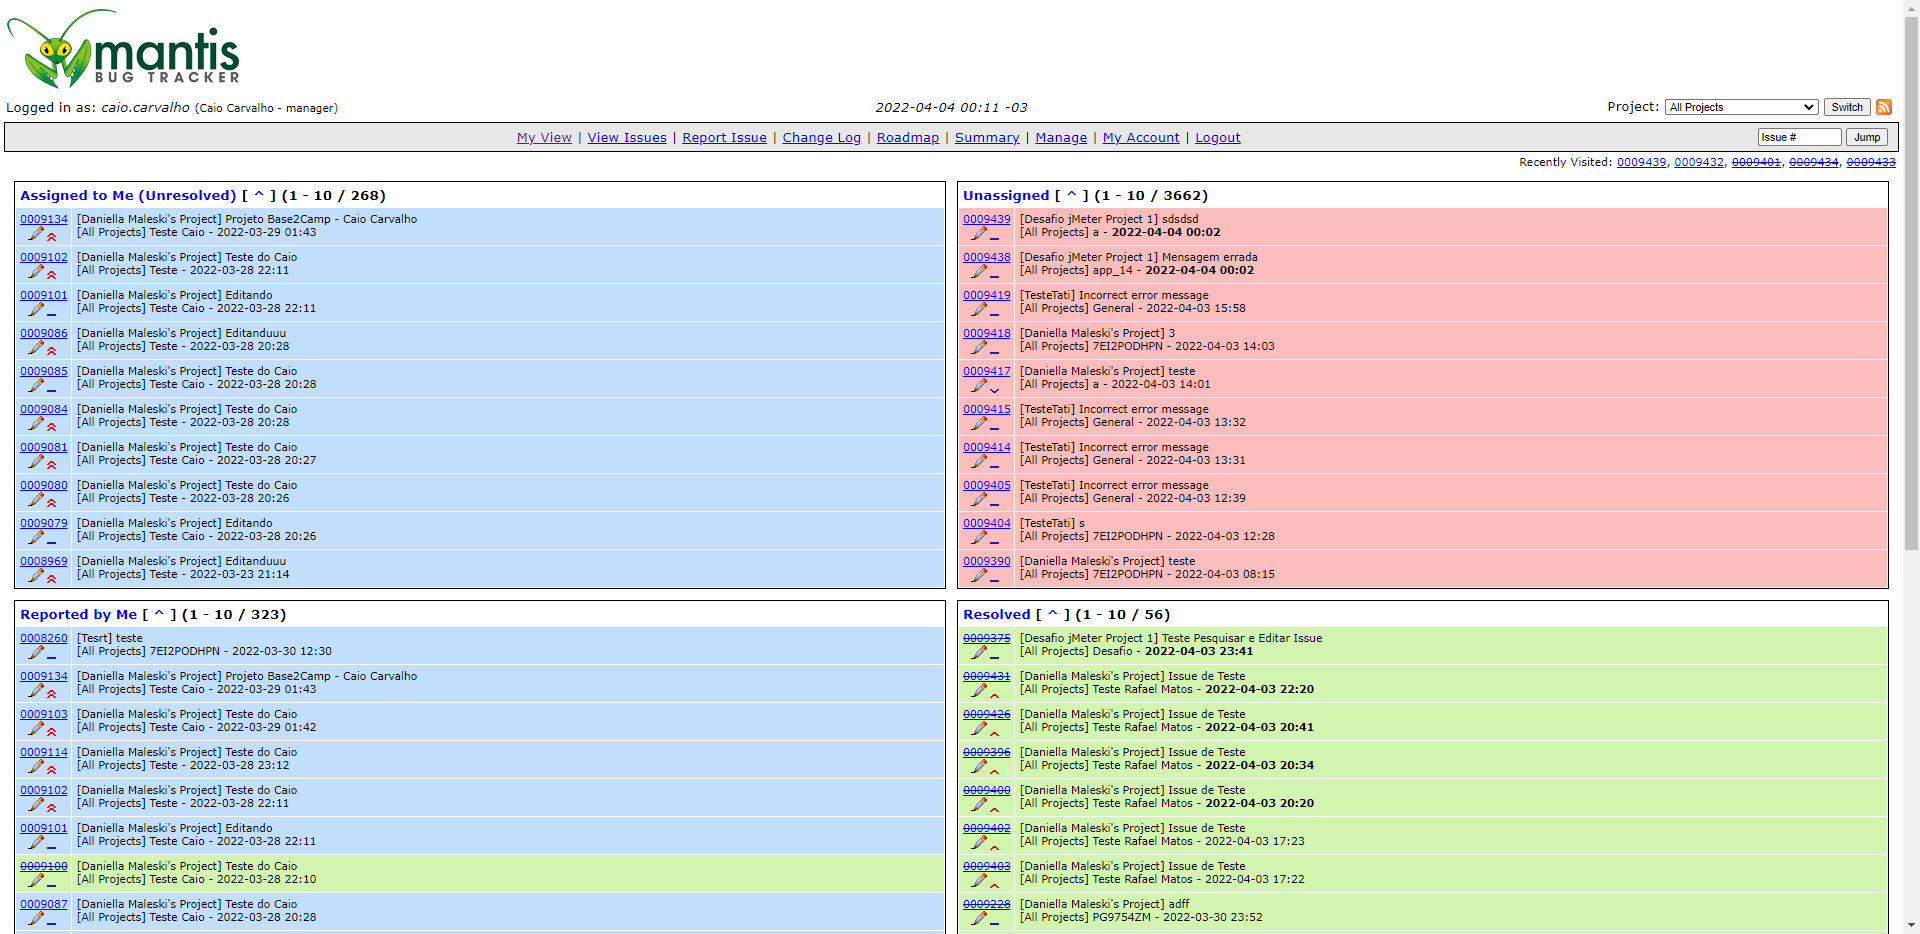 mantis
BUG TRACKER
Logged in as: caio.carvalho (Caio Carvalho - manager)
2022-04-04 00:11 -03
Project: All Projects Switch
My View | View Issues | Report Issue | Change Log | Roadmap | Summary | Manage | My Account | Logout
Issue # Jump
Recently Visited: 0009439, 0009432, 0009401, 0009434, 0009433
Assigned to Me (Unresolved) [ ^ ] (1 - 10 / 268)
0009134 [Daniella Maleski's Project] Projeto Base2Camp - Caio Carvalho
[All Projects] Teste Caio - 2022-03-29 01:43
0009102 [Daniella Maleski's Project] Teste do Caio
[All Projects] Teste - 2022-03-28 22:11
0009101 [Daniella Maleski's Project] Editando
[All Projects] Teste Caio - 2022-03-28 22:11
0009086 [Daniella Maleski's Project] Editanduuu
[All Projects] Teste - 2022-03-28 20:28
0009085 [Daniella Maleski's Project] Teste do Caio
[All Projects] Teste Caio - 2022-03-28 20:28
0009084 [Daniella Maleski's Project] Teste do Caio
[All Projects] Teste - 2022-03-28 20:28
0009081 [Daniella Maleski's Project] Teste do Caio
[All Projects] Teste Caio - 2022-03-28 20:27
0009080 [Daniella Maleski's Project] Teste do Caio
[All Projects] Teste - 2022-03-28 20:26
0009079 [Daniella Maleski's Project] Editando
[All Projects] Teste Caio - 2022-03-28 20:26
0008969 [Daniella Maleski's Project] Editanduuu
[All Projects] Teste - 2022-03-23 21:14
Unassigned [ ^ ] (1 - 10 / 3662)
0009439 [Desafio jMeter Project 1] sdsdsd
[All Projects] a - 2022-04-04 00:02
0009438 [Desafio jMeter Project 1] Mensagem errada
[All Projects] app_14 - 2022-04-04 00:02
0009419 [TesteTati] Incorrect error message
[All Projects] General - 2022-04-03 15:58
0009418 [Daniella Maleski's Project] 3
[All Projects] 7EI2PODHPN - 2022-04-03 14:03
0009417 [Daniella Maleski's Project] teste
[All Projects] a - 2022-04-03 14:01
0009415 [TesteTati] Incorrect error message
[All Projects] General - 2022-04-03 13:32
0009414 [TesteTati] Incorrect error message
[All Projects] General - 2022-04-03 13:31
0009405 [TesteTati] Incorrect error message
[All Projects] General - 2022-04-03 12:39
0009404 [TesteTati] s
[All Projects] 7EI2PODHPN - 2022-04-03 12:28
0009390 [Daniella Maleski's Project] teste
[All Projects] 7EI2PODHPN - 2022-04-03 08:15
Reported by Me [ ^ ] (1 - 10 / 323)
0008260 [Tesrt] teste
[All Projects] 7EI2PODHPN - 2022-03-30 12:30
0009134 [Daniella Maleski's Project] Projeto Base2Camp - Caio Carvalho
[All Projects] Teste Caio - 2022-03-29 01:43
0009103 [Daniella Maleski's Project] Teste do Caio
[All Projects] Teste Caio - 2022-03-29 01:42
0009114 [Daniella Maleski's Project] Teste do Caio
[All Projects] Teste - 2022-03-28 23:12
0009102 [Daniella Maleski's Project] Teste do Caio
[All Projects] Teste - 2022-03-28 22:11
0009101 [Daniella Maleski's Project] Editando
[All Projects] Teste Caio - 2022-03-28 22:11
0009100 [Daniella Maleski's Project] Teste do Caio
[All Projects] Teste Caio - 2022-03-28 22:10
0009087 [Daniella Maleski's Project] Teste do Caio
[All Projects] Teste Caio - 2022-03-28 20:28
Resolved [ ^ ] (1 - 10 / 56)
0009375 [Desafio jMeter Project 1] Teste Pesquisar e Editar Issue
[All Projects] Desafio - 2022-04-03 23:41
0009431 [Daniella Maleski's Project] Issue de Teste
[All Projects] Teste Rafael Matos - 2022-04-03 22:20
0009426 [Daniella Maleski's Project] Issue de Teste
[All Projects] Teste Rafael Matos - 2022-04-03 20:41
0009396 [Daniella Maleski's Project] Issue de Teste
[All Projects] Teste Rafael Matos - 2022-04-03 20:34
0009400 [Daniella Maleski's Project] Issue de Teste
[All Projects] Teste Rafael Matos - 2022-04-03 20:20
0009402 [Daniella Maleski's Project] Issue de Teste
[All Projects] Teste Rafael Matos - 2022-04-03 17:23
0009403 [Daniella Maleski's Project] Issue de Teste
[All Projects] Teste Rafael Matos - 2022-04-03 17:22
0009228 [Daniella Maleski's Project] adff
[All Projects] PG9754ZM - 2022-03-30 23:52